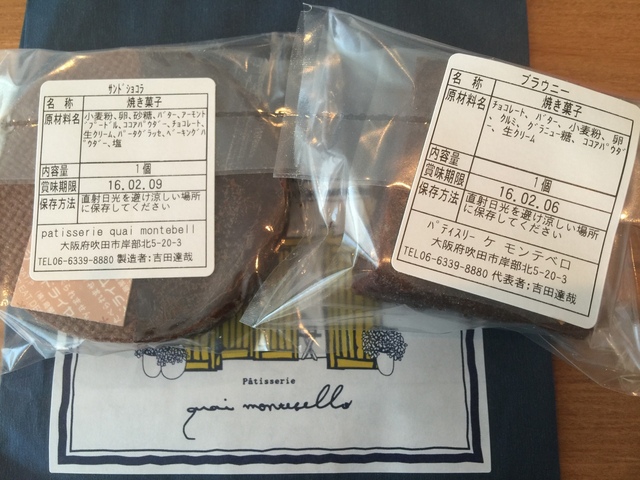 サンドショコラ
名 称 焼き菓子
原材料名 小麦粉、卵、砂糖、バター、アーモンド
プードル、ココアパウダー、チョコレート、
生クリーム、パータグラッセ、ベーキングパ
ウダー、塩
内容量 1個
賞味期限 16.02.09
保存方法 直射日光を避け涼しい場所
に保存してください
patisserie quai montebell
大阪府吹田市岸部北5-20-3
TEL06-6339-8880 製造者:吉田達哉
ブラウニー
名 称 焼き菓子
原材料名 チョコレート、バター、小麦粉、卵
、クルミ、グラニュー糖、ココアパウダ
ー、生クリーム
内容量 1個
賞味期限 16.02.06
保存方法 直射日光を避け涼しい場所
に保存してください
パティスリー ケ モンテベロ
大阪府吹田市岸部北5-20-3
TEL06-6339-8880 代表者:吉田達哉
Pâtisserie
quai montebello